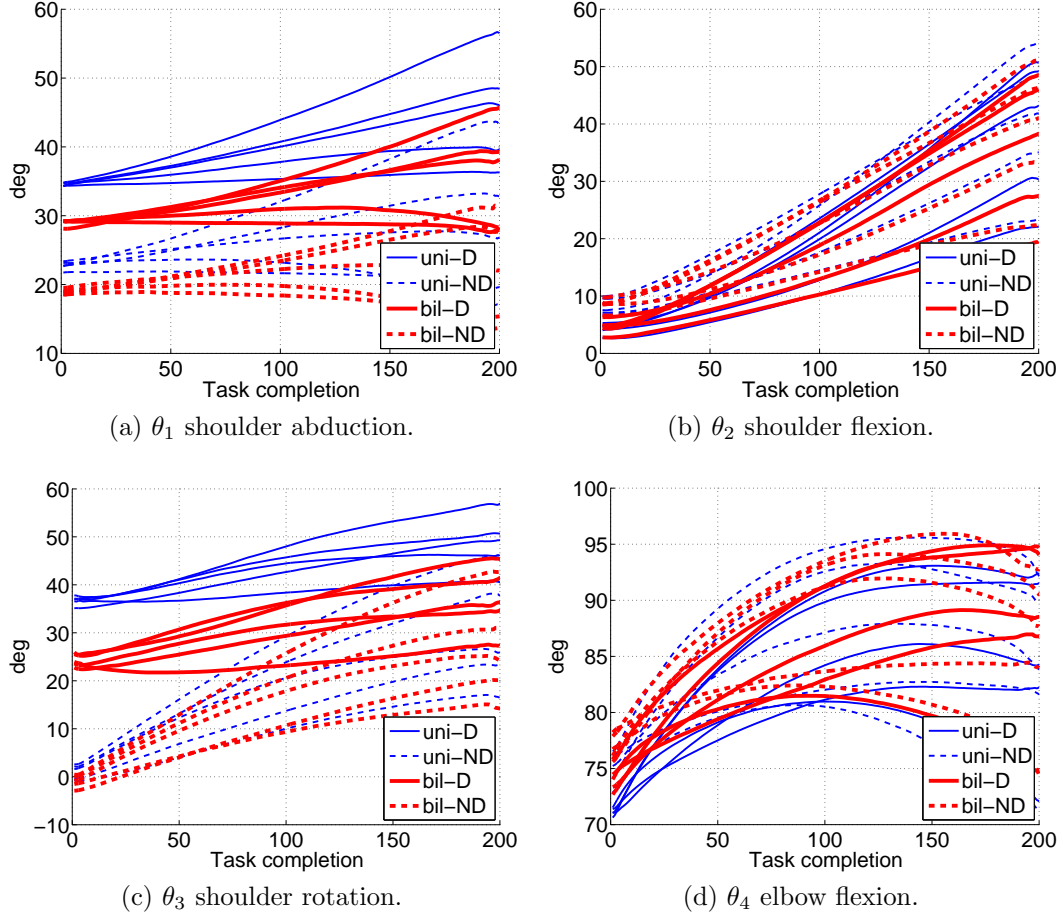 60
50
40
30
20
10
0 50 100 150 200
deg
Task completion
uni−D
uni−ND
bil−D
bil−ND
(a) θ1 shoulder abduction.
60
50
40
30
20
10
0
0 50 100 150 200
deg
Task completion
uni−D
uni−ND
bil−D
bil−ND
(b) θ2 shoulder flexion.
60
50
40
30
20
10
0
−10
0 50 100 150 200
deg
Task completion
uni−D
uni−ND
bil−D
bil−ND
(c) θ3 shoulder rotation.
100
95
90
85
80
75
70
0 50 100 150 200
deg
Task completion
uni−D
uni−ND
bil−D
bil−ND
(d) θ4 elbow flexion.